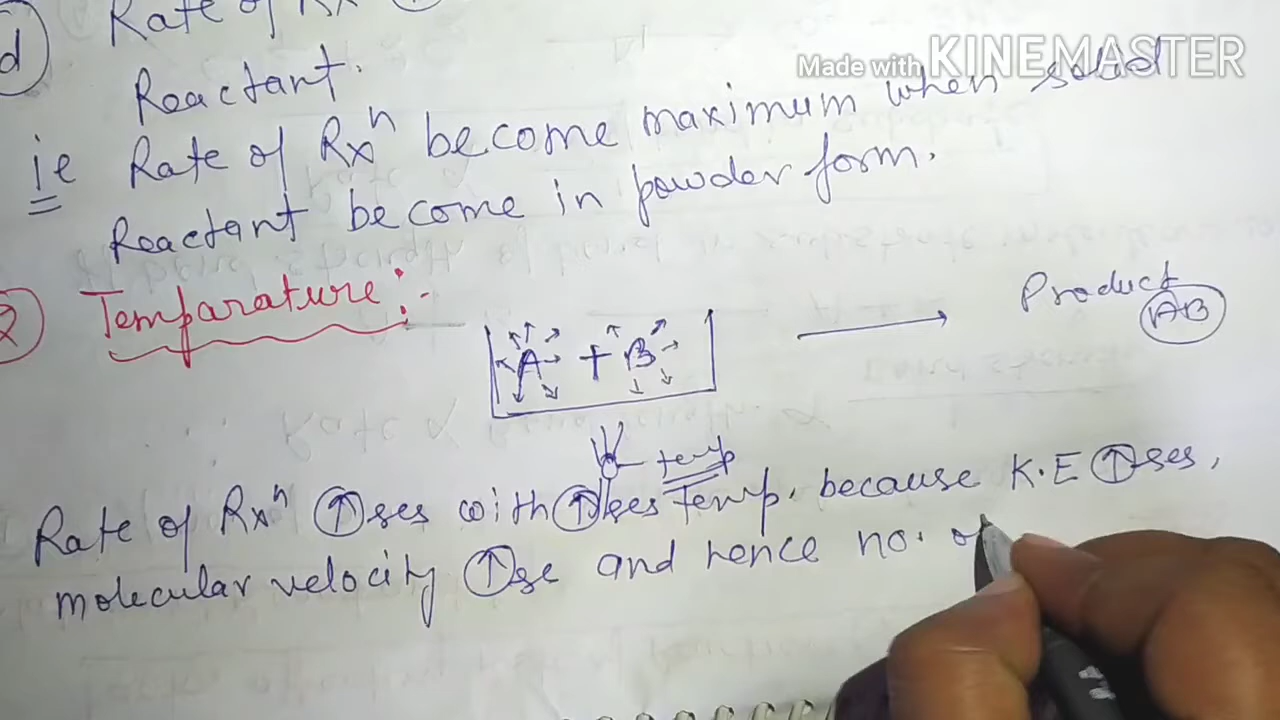 d Rate of Rx
Made with KINEMASTER
Reactant.
ie Rate of Rxⁿ become maximum when solid
Reactant become in powder form.
2 Temparature:-
A + B → Product
AB
temp
Rate of Rxⁿ ↑ses with ↑ses Temp. because K.E ↑ses,
molecular velocity ↑se and hence no. of